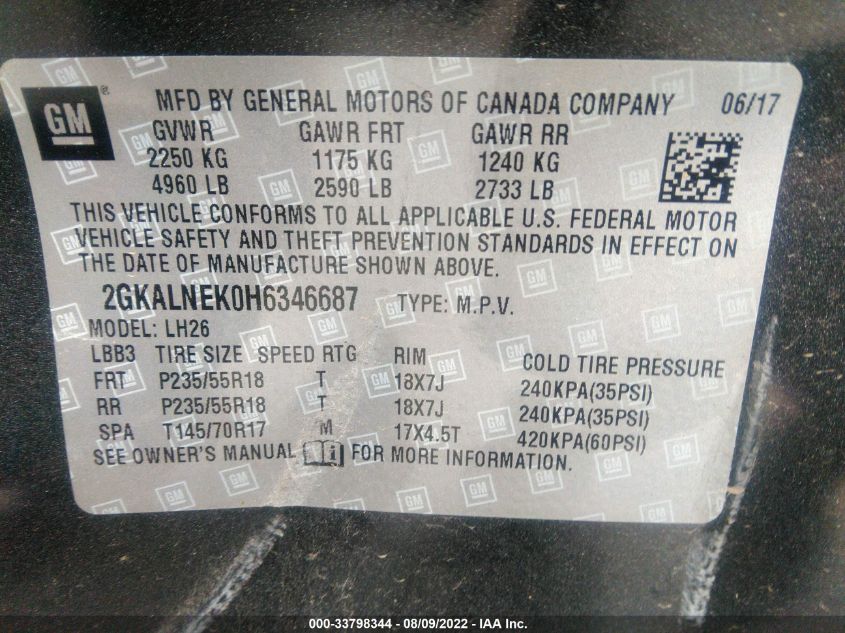 GM ® MFD BY GENERAL MOTORS OF CANADA COMPANY 06/17
GVWR GAWR FRT GAWR RR
2250 KG 1175 KG 1240 KG
4960 LB 2590 LB 2733 LB
THIS VEHICLE CONFORMS TO ALL APPLICABLE U.S. FEDERAL MOTOR
VEHICLE SAFETY AND THEFT PREVENTION STANDARDS IN EFFECT ON
THE DATE OF MANUFACTURE SHOWN ABOVE.
2GKALNEK0H6346687 TYPE: M.P.V.
MODEL: LH26
LBB3 TIRE SIZE SPEED RTG RIM COLD TIRE PRESSURE
FRT P235/55R18 T 18X7J 240KPA(35PSI)
RR P235/55R18 T 18X7J 240KPA(35PSI)
SPA T145/70R17 M 17X4.5T 420KPA(60PSI)
SEE OWNER'S MANUAL i FOR MORE INFORMATION.
000-33798344 - 08/09/2022 - IAA Inc.